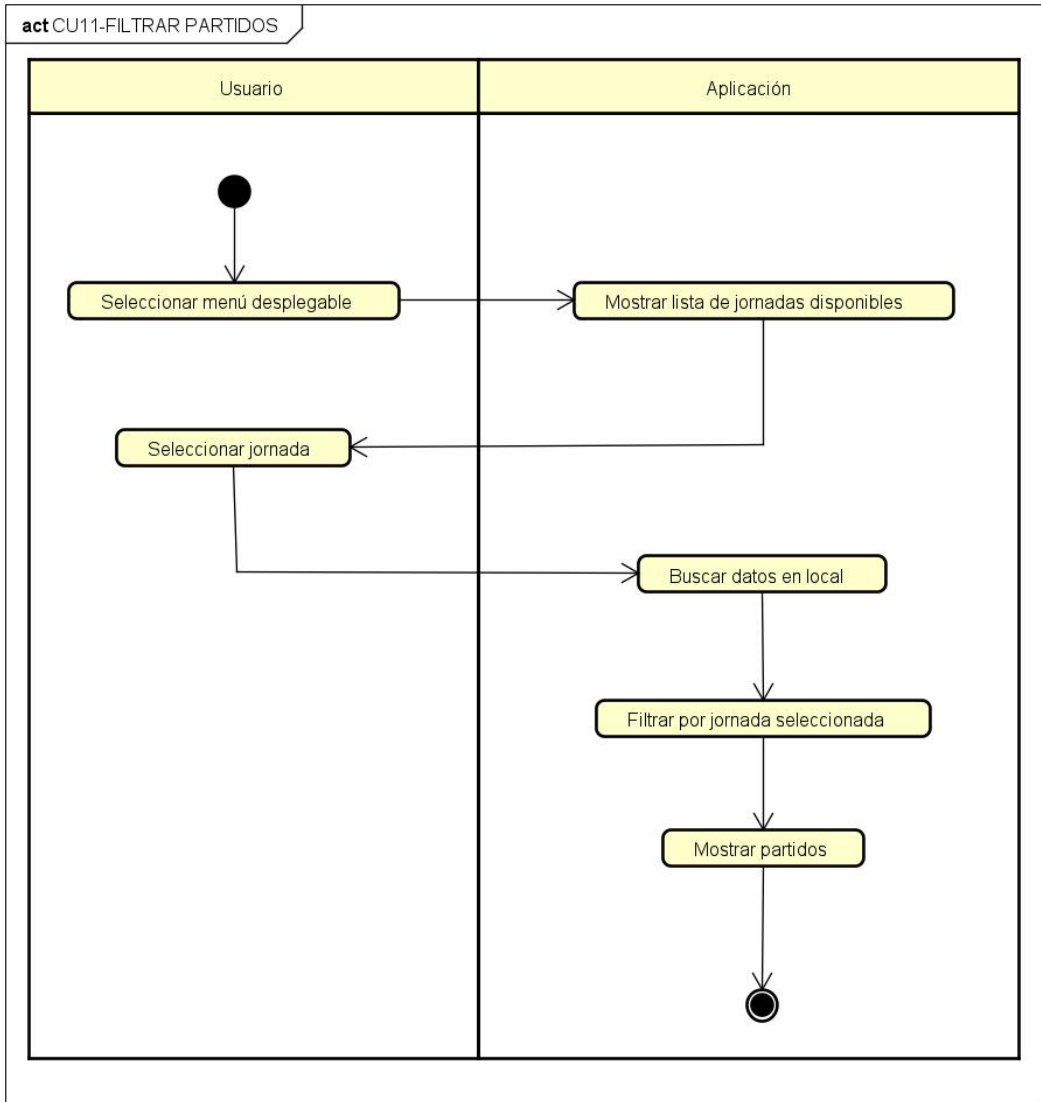 act CU11-FILTRAR PARTIDOS
Usuario
Aplicación
Seleccionar menú desplegable
Mostrar lista de jornadas disponibles
Seleccionar jornada
Buscar datos en local
Filtrar por jornada seleccionada
Mostrar partidos